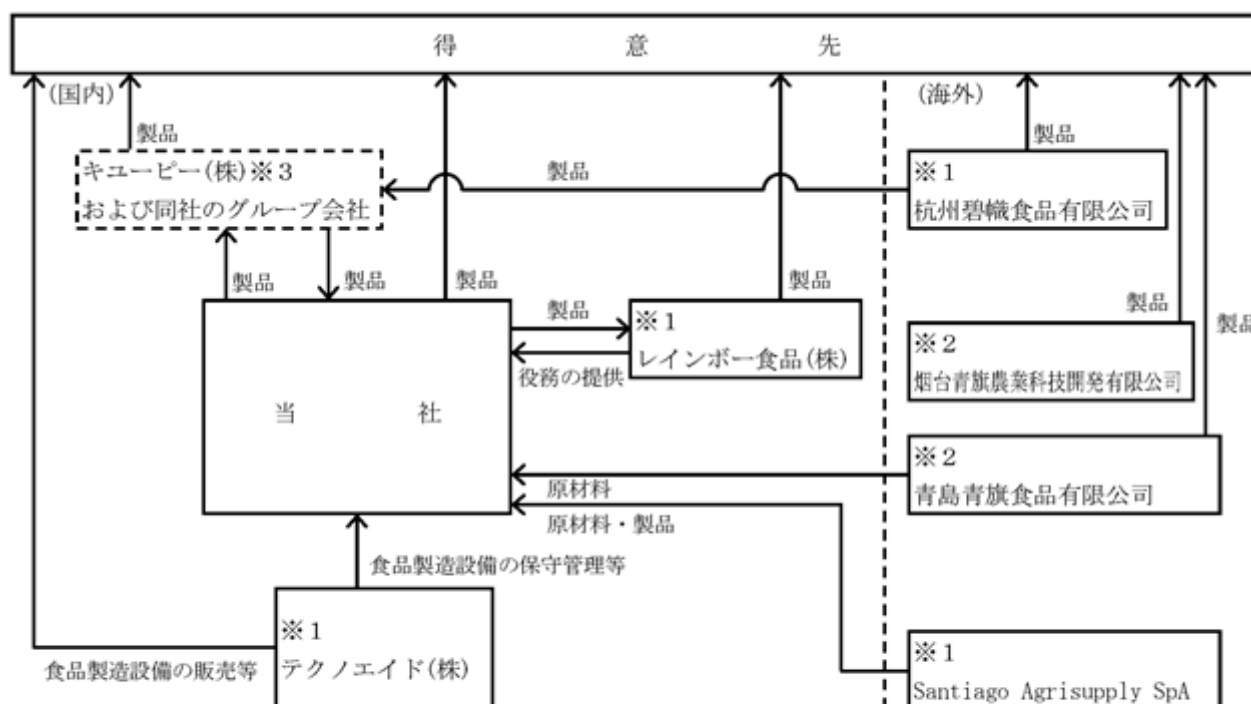 得意先
(国内)
(海外)
製品
製品
キユーピー(株)※3
および同社のグループ会社
製品
※1
杭州碧幟食品有限公司
製品
製品
製品
製品
※1
レインボー食品(株)
役務の提供
製品
製品
※2
烟台青旗農業科技開発有限公司
当社
※2
青島青旗食品有限公司
原材料
原材料・製品
食品製造設備の保守管理等
※1
テクノエイド(株)
食品製造設備の販売等
※1
Santiago Agrisupply SpA